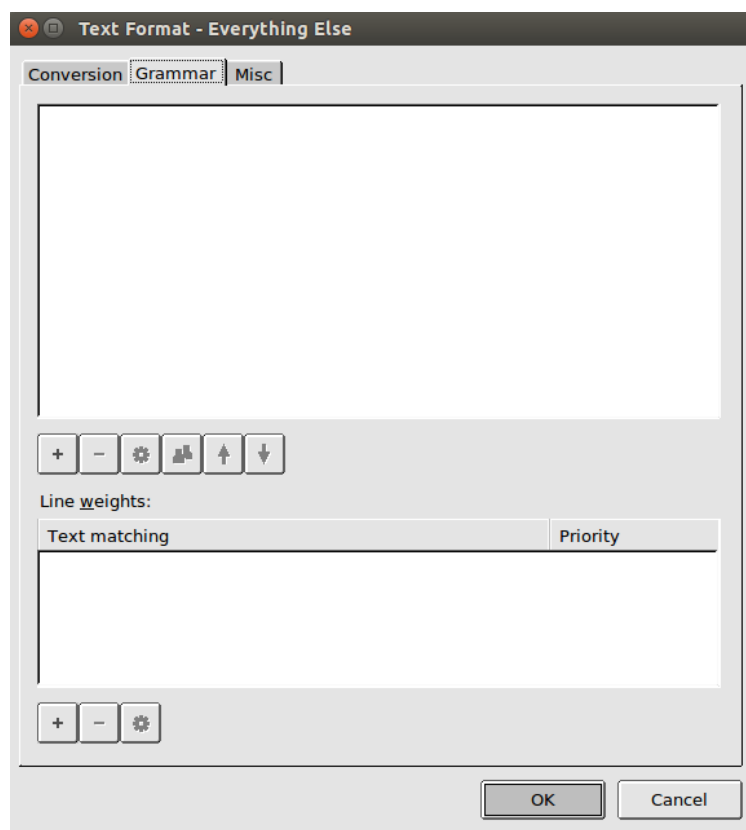 Text Format - Everything Else
Conversion Grammar Misc
+ −
Line weights:
Text matching Priority
+ −
OK Cancel